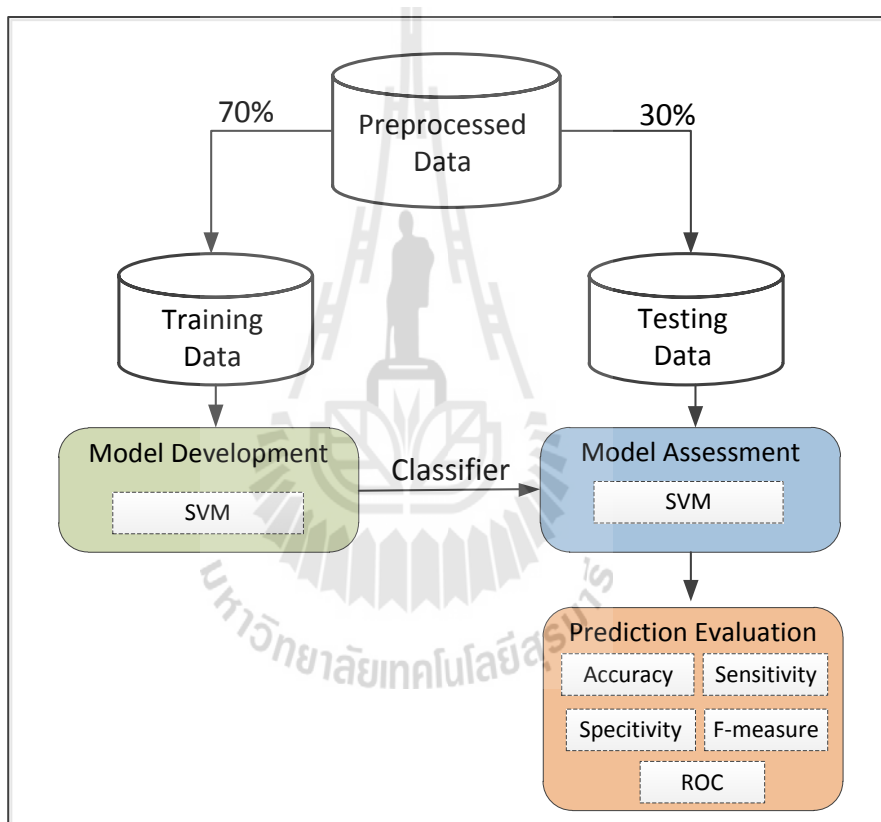 70%
Preprocessed
Data
30%
Training
Data
Testing
Data
Model Development
SVM
Classifier
Model Assessment
SVM
Prediction Evaluation
Accuracy
Sensitivity
Specitivity
F-measure
ROC
มหาวิทยาลัยเทคโนโลยีสุรนารี